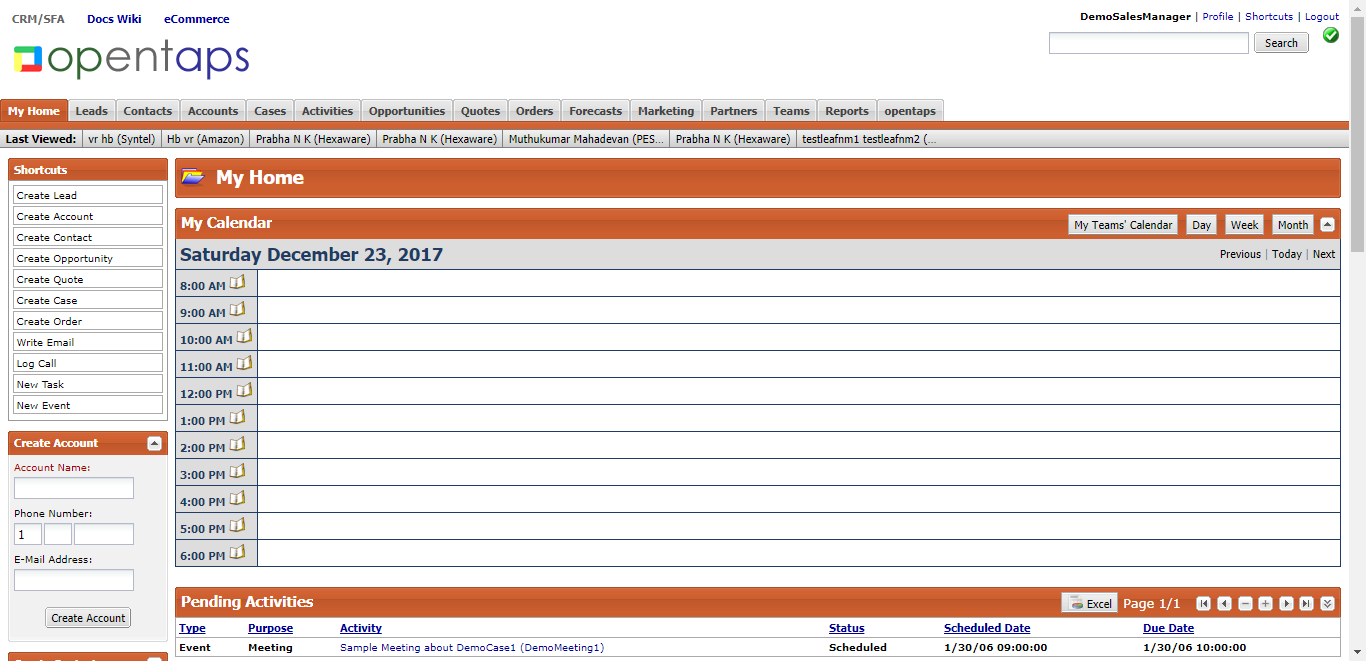 CRM/SFA Docs Wiki eCommerce
DemoSalesManager | Profile | Shortcuts | Logout
opentaps
Search
My Home Leads Contacts Accounts Cases Activities Opportunities Quotes Orders Forecasts Marketing Partners Teams Reports opentaps
Last Viewed: vr hb (Syntel) Hb vr (Amazon) Prabha N K (Hexaware) Prabha N K (Hexaware) Muthukumar Mahadevan (PES... Prabha N K (Hexaware) testleafnm1 testleafnm2 (...
Shortcuts
Create Lead
Create Account
Create Contact
Create Opportunity
Create Quote
Create Case
Create Order
Write Email
Log Call
New Task
New Event
Create Account
Account Name:
Phone Number:
1
E-Mail Address:
Create Account
My Home
My Calendar
My Teams' Calendar Day Week Month
Saturday December 23, 2017
Previous | Today | Next
8:00 AM
9:00 AM
10:00 AM
11:00 AM
12:00 PM
1:00 PM
2:00 PM
3:00 PM
4:00 PM
5:00 PM
6:00 PM
Pending Activities
Excel Page 1/1
Type Purpose Activity Status Scheduled Date Due Date
Event Meeting Sample Meeting about DemoCase1 (DemoMeeting1) Scheduled 1/30/06 09:00:00 1/30/06 10:00:00